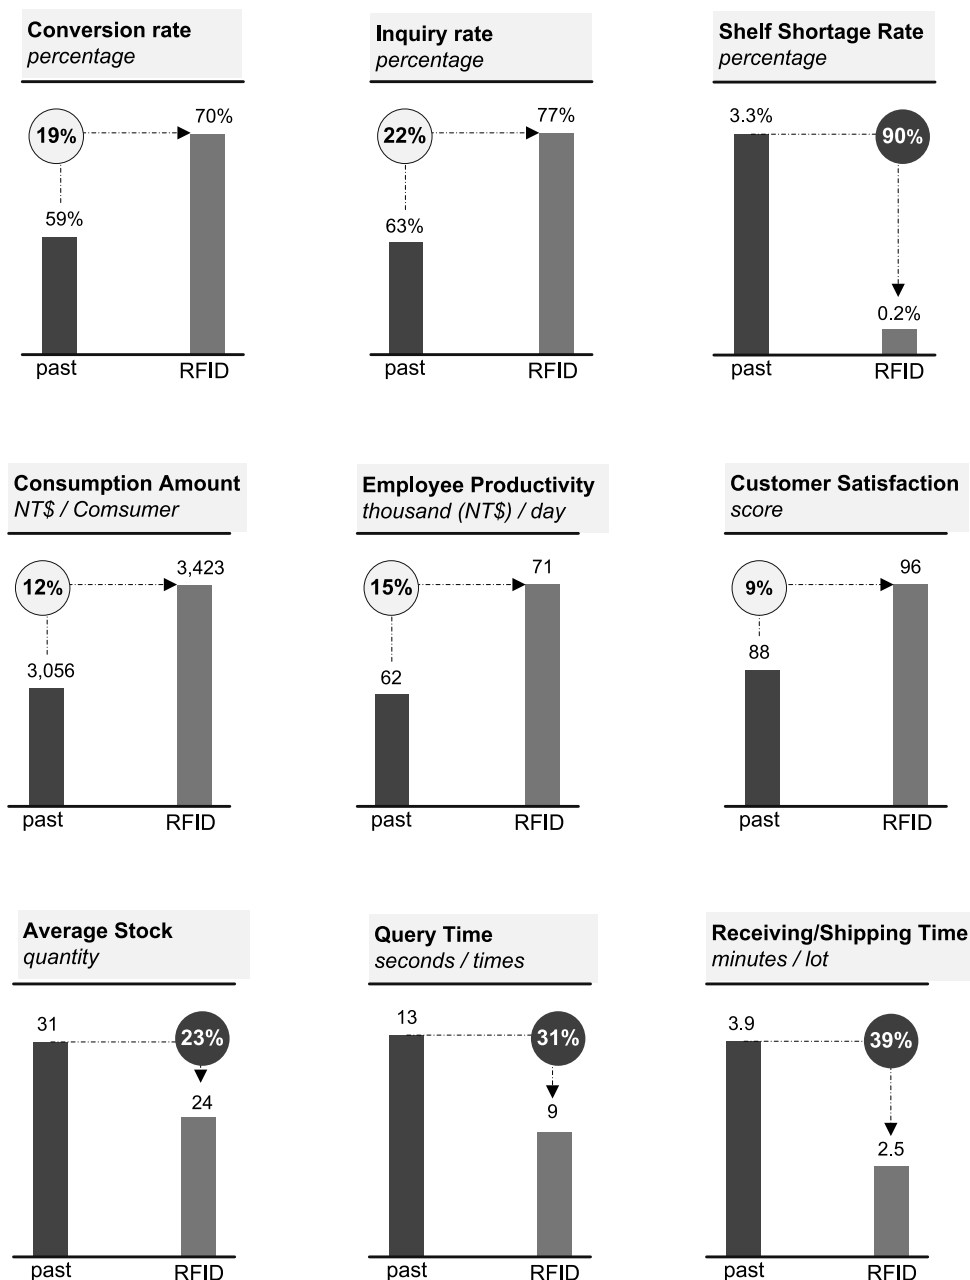 Conversion rate
percentage
19%
70%
59%
past
RFID
Inquiry rate
percentage
22%
77%
63%
past
RFID
Shelf Shortage Rate
percentage
3.3%
90%
0.2%
past
RFID
Consumption Amount
NT$ / Comsumer
12%
3,423
3,056
past
RFID
Employee Productivity
thousand (NT$) / day
15%
71
62
past
RFID
Customer Satisfaction
score
9%
96
88
past
RFID
Average Stock
quantity
31
23%
24
past
RFID
Query Time
seconds / times
13
31%
9
past
RFID
Receiving/Shipping Time
minutes / lot
3.9
39%
2.5
past
RFID